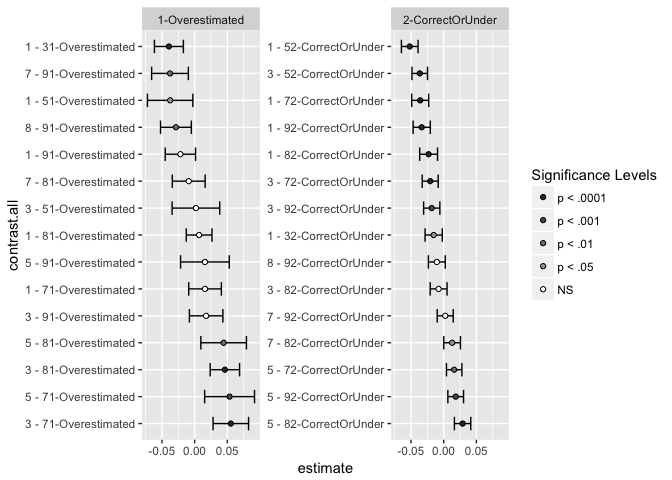 1-Overestimated
2-CorrectOrUnder
contrast.all
1 - 31-Overestimated
7 - 91-Overestimated
1 - 51-Overestimated
8 - 91-Overestimated
1 - 91-Overestimated
7 - 81-Overestimated
3 - 51-Overestimated
1 - 81-Overestimated
5 - 91-Overestimated
1 - 71-Overestimated
3 - 91-Overestimated
5 - 81-Overestimated
3 - 81-Overestimated
5 - 71-Overestimated
3 - 71-Overestimated
1 - 52-CorrectOrUnder
3 - 52-CorrectOrUnder
1 - 72-CorrectOrUnder
1 - 92-CorrectOrUnder
1 - 82-CorrectOrUnder
3 - 72-CorrectOrUnder
3 - 92-CorrectOrUnder
1 - 32-CorrectOrUnder
8 - 92-CorrectOrUnder
3 - 82-CorrectOrUnder
7 - 92-CorrectOrUnder
7 - 82-CorrectOrUnder
5 - 72-CorrectOrUnder
5 - 92-CorrectOrUnder
5 - 82-CorrectOrUnder
-0.05 0.00 0.05
-0.05 0.00 0.05
estimate
Significance Levels
p < .0001
p < .001
p < .01
p < .05
NS